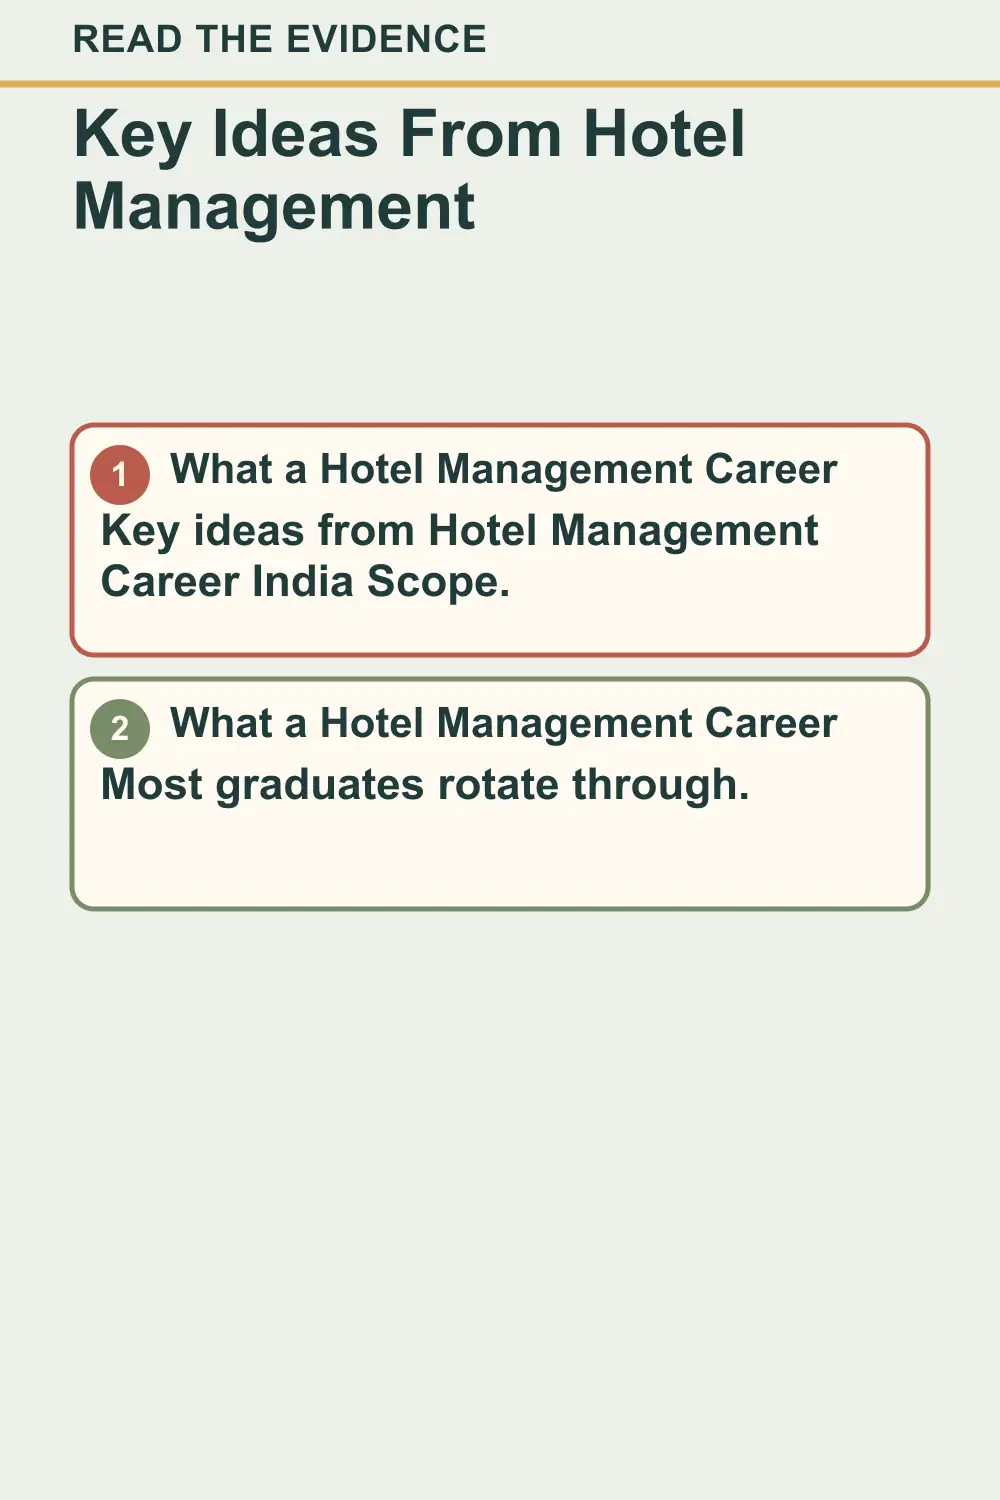 READ THE EVIDENCE
Key Ideas From Hotel
Management
1 What a Hotel Management Career
Key ideas from Hotel Management
Career India Scope.
2 What a Hotel Management Career
Most graduates rotate through.